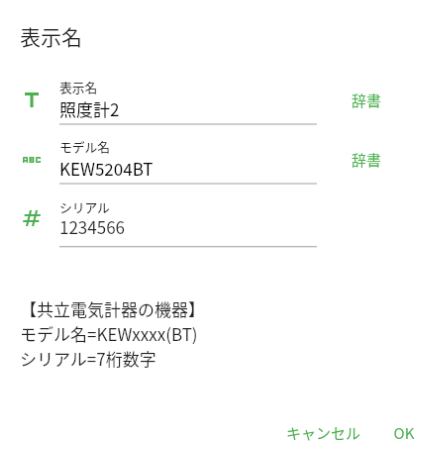 表示名
表示名
照度計2
辞書
ABC
モデル名
KEW5204BT
辞書
#
シリアル
1234566
【共立電気計器の機器】
モデル名=KEWxxxx(BT)
シリアル=7桁数字
キャンセル OK